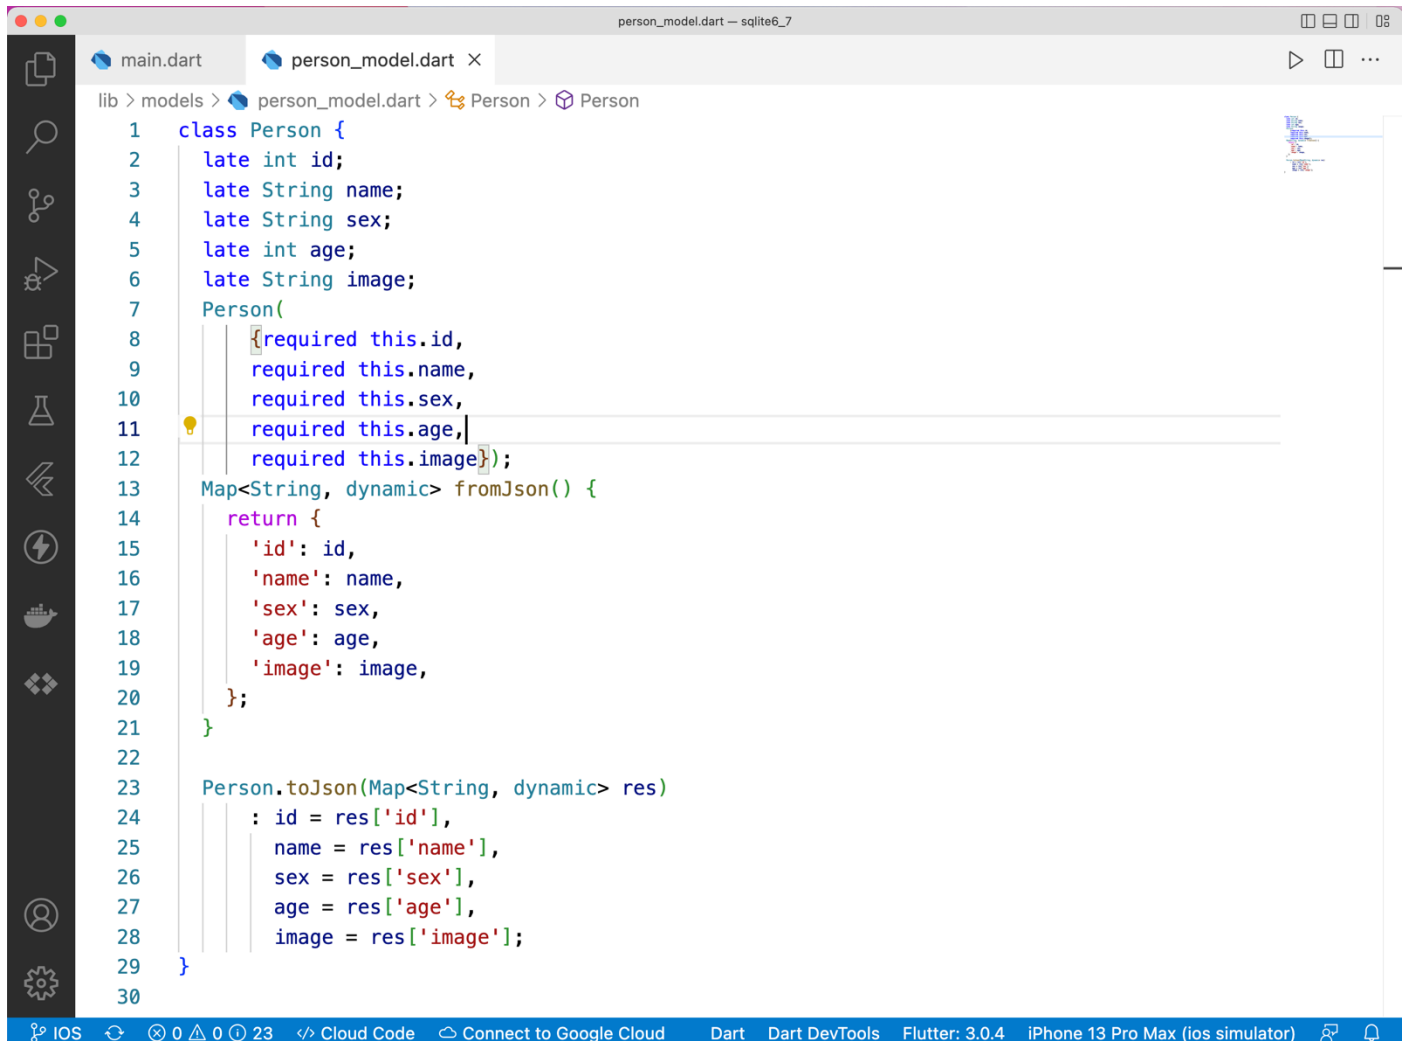 person_model.dart — sqlite6_7
main.dart
person_model.dart
lib > models > person_model.dart > Person > Person
1 class Person {
2 late int id;
3 late String name;
4 late String sex;
5 late int age;
6 late String image;
7 Person(
8 {required this.id,
9 required this.name,
10 required this.sex,
11 required this.age,
12 required this.image});
13 Map<String, dynamic> fromJson() {
14 return {
15 'id': id,
16 'name': name,
17 'sex': sex,
18 'age': age,
19 'image': image,
20 };
21 }
22
23 Person.toJson(Map<String, dynamic> res)
24 : id = res['id'],
25 name = res['name'],
26 sex = res['sex'],
27 age = res['age'],
28 image = res['image'];
29 }
30
IOS 0 0 23 Cloud Code Connect to Google Cloud Dart Dart DevTools Flutter: 3.0.4 iPhone 13 Pro Max (ios simulator)